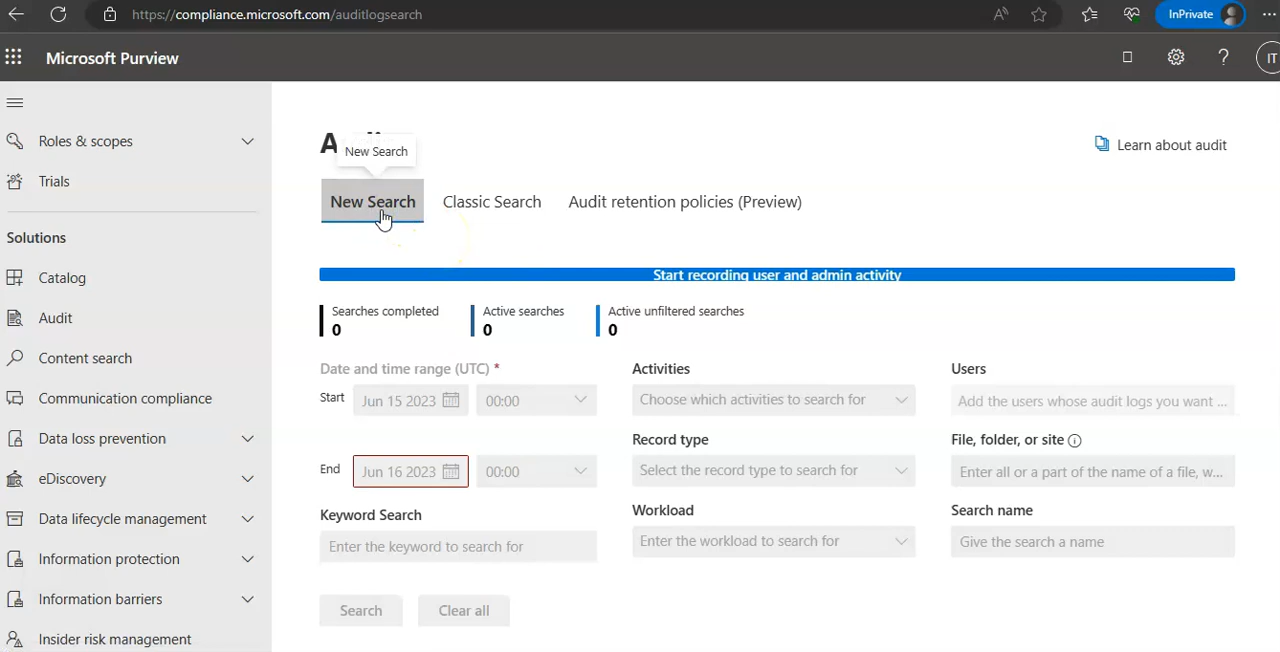 https://compliance.microsoft.com/auditlogsearch
InPrivate
Microsoft Purview
IT
Roles & scopes
Trials
Solutions
Catalog
Audit
Content search
Communication compliance
Data loss prevention
eDiscovery
Data lifecycle management
Information protection
Information barriers
Insider risk management
Learn about audit
New Search
New Search
Classic Search
Audit retention policies (Preview)
Start recording user and admin activity
Searches completed
0
Active searches
0
Active unfiltered searches
0
Date and time range (UTC) *
Start
Jun 15 2023
00:00
End
Jun 16 2023
00:00
Keyword Search
Enter the keyword to search for
Activities
Choose which activities to search for
Record type
Select the record type to search for
Workload
Enter the workload to search for
Users
Add the users whose audit logs you want ...
File, folder, or site
Enter all or a part of the name of a file, w...
Search name
Give the search a name
Search
Clear all